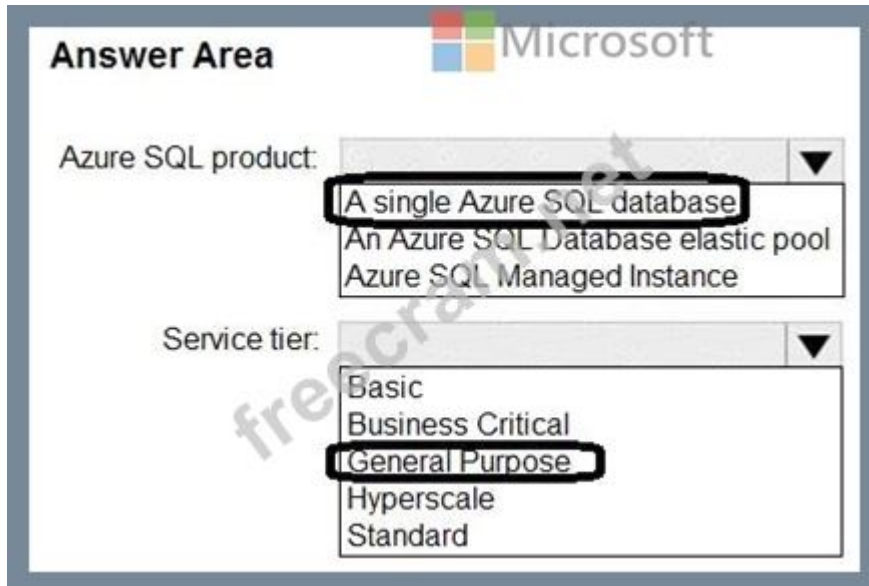 Microsoft
Answer Area
Azure SQL product:
A single Azure SQL database
An Azure SQL Database elastic pool
Azure SQL Managed Instance
Service tier:
Basic
Business Critical
General Purpose
Hyperscale
Standard
freecram.net